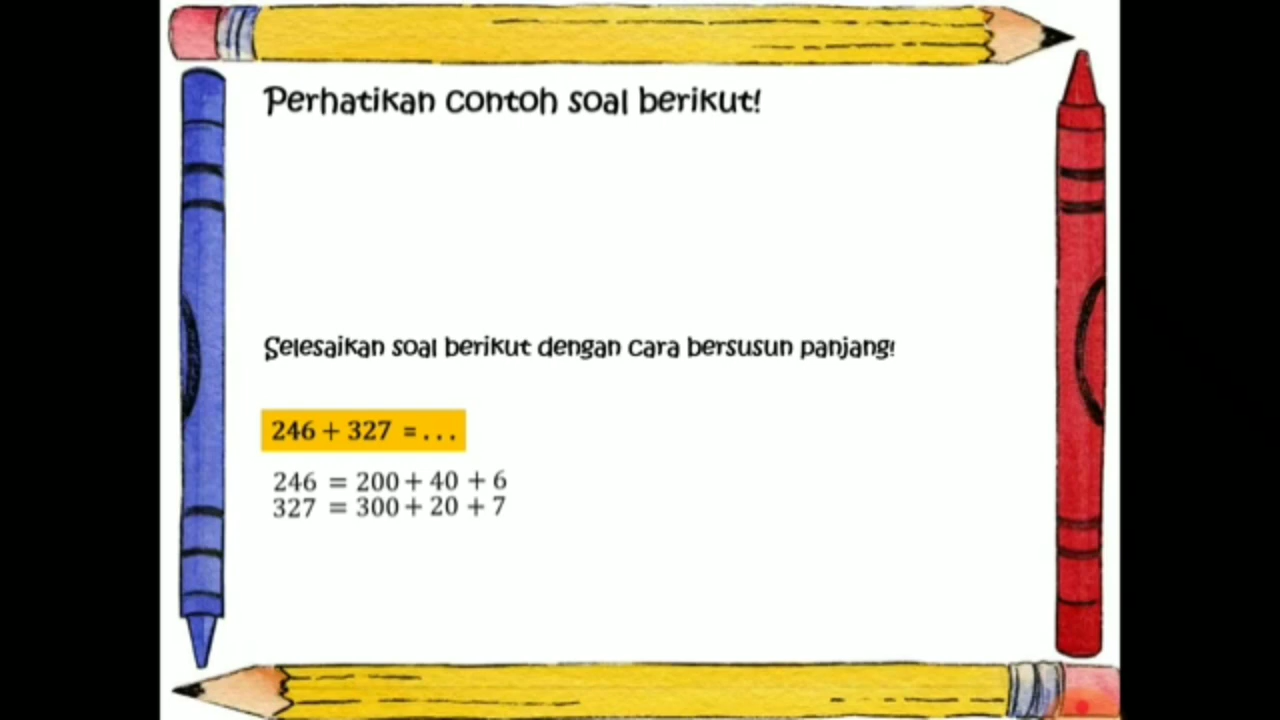 Perhatikan contoh soal berikut!
Selesaikan soal berikut dengan cara bersusun panjang!
246 + 327 = . . .
246 = 200 + 40 + 6
327 = 300 + 20 + 7